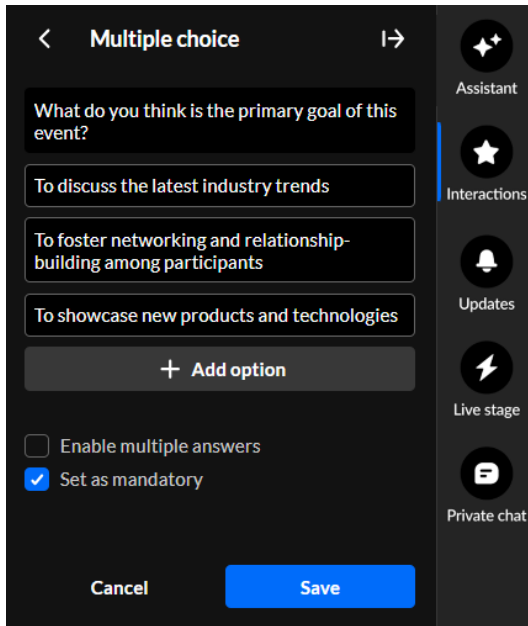 Multiple choice
What do you think is the primary goal of this
event?
To discuss the latest industry trends
To foster networking and relationship-
building among participants
To showcase new products and technologies
+ Add option
Enable multiple answers
Set as mandatory
Cancel
Save
Assistant
Interactions
Updates
Live stage
Private chat